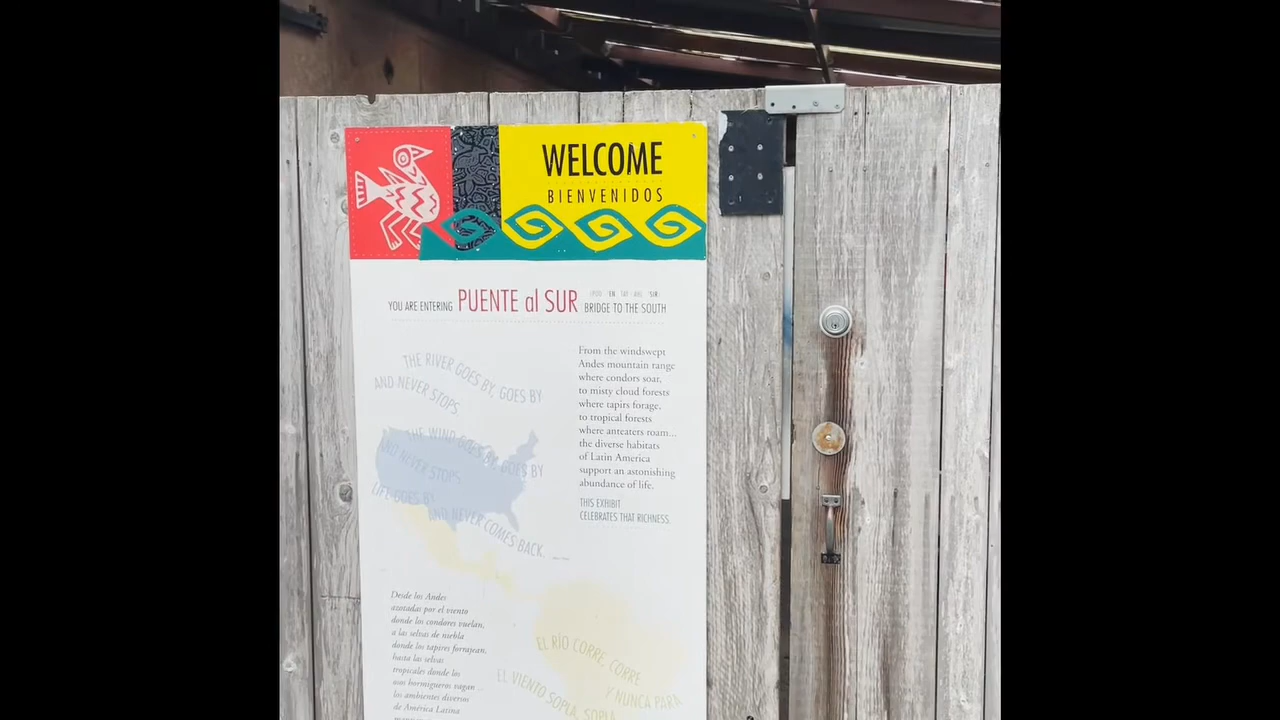 WELCOME
BIENVENIDOS
YOU ARE ENTERING PUENTE al SUR BRIDGE TO THE SOUTH
THE RIVER GOES BY, GOES BY
AND NEVER STOPS.
THE WIND GOES BY, GOES BY
AND NEVER STOPS.
LIFE GOES BY
AND NEVER COMES BACK.
From the windswept
Andes mountain range
where condors soar,
to misty cloud forests
where tapirs forage,
to tropical forests
where anteaters roam...
the diverse habitats
of Latin America
support an astonishing
abundance of life.
THIS EXHIBIT
CELEBRATES THAT RICHNESS.
Desde los Andes
azotadas por el viento
donde los condores vuelan,
a las selvas de niebla
donde los tapires forrajean,
hasta las selvas
tropicales donde los
osos hormigueros vagan ...
los ambientes diversos
de América Latina
EL RÍO CORRE, CORRE
Y NUNCA PARA
EL VIENTO SOPLA, SOPLA